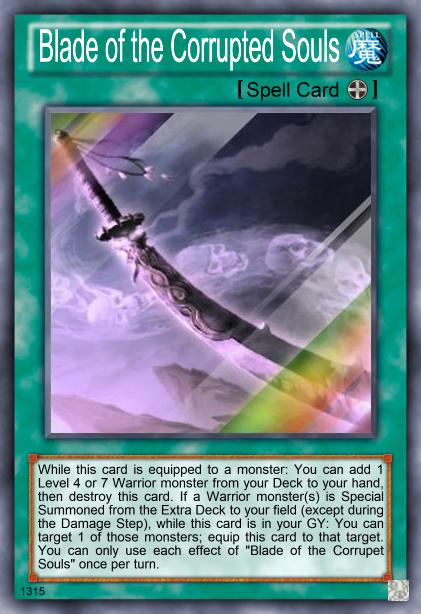 Blade of the Corrupted Souls
SPELL
魔
[Spell Card]
While this card is equipped to a monster: You can add 1
Level 4 or 7 Warrior monster from your Deck to your hand,
then destroy this card. If a Warrior monster(s) is Special
Summoned from the Extra Deck to your field (except during
the Damage Step), while this card is in your GY: You can
target 1 of those monsters; equip this card to that target.
You can only use each effect of "Blade of the Corrupet
Souls" once per turn.
1315